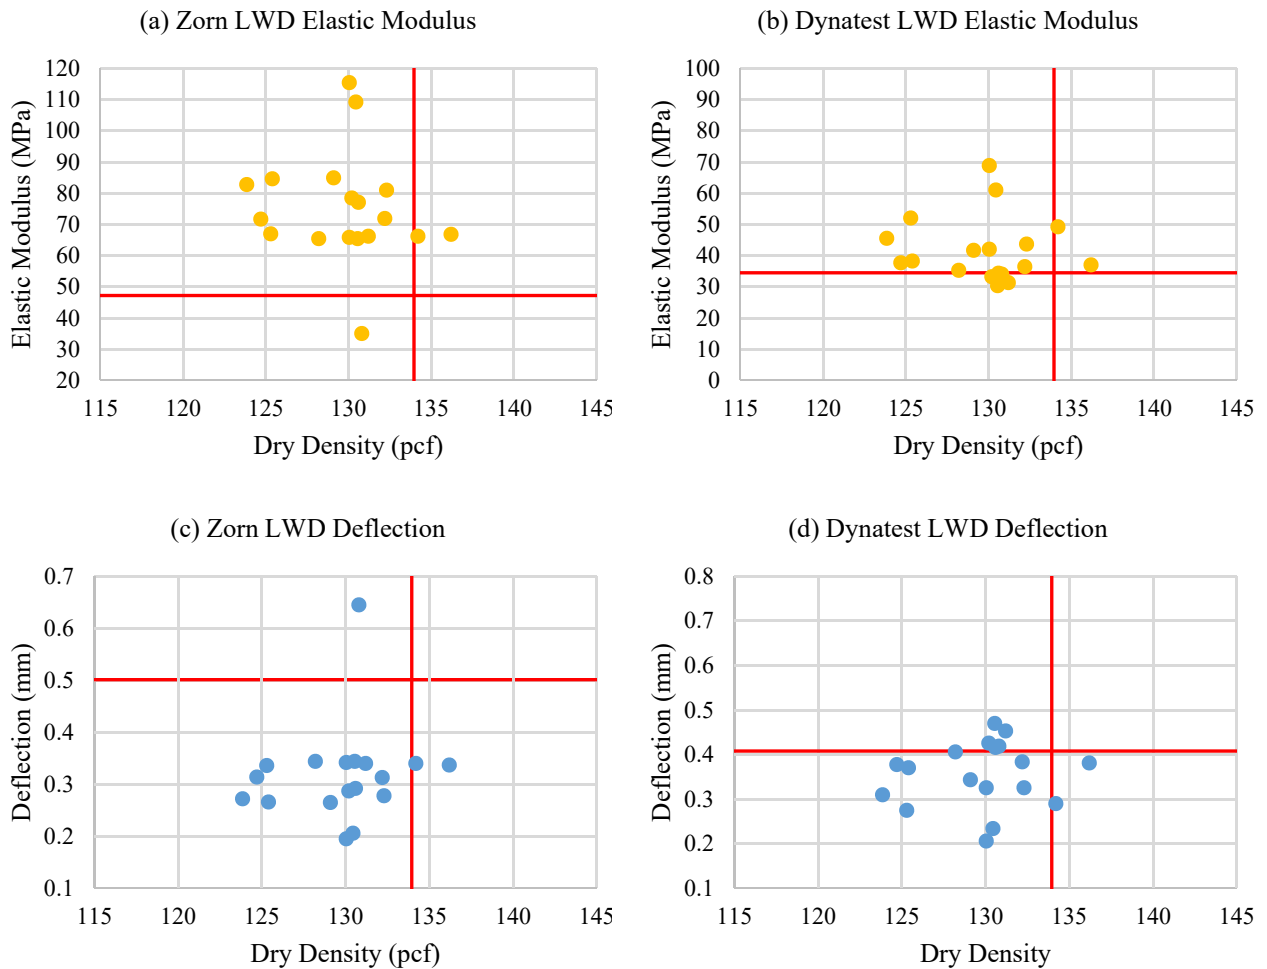 (a) Zorn LWD Elastic Modulus
Elastic Modulus (MPa)
120
110
100
90
80
70
60
50
40
30
20
115 120 125 130 135 140 145
Dry Density (pcf)
(b) Dynatest LWD Elastic Modulus
Elastic Modulus (MPa)
100
90
80
70
60
50
40
30
20
10
0
115 120 125 130 135 140 145
Dry Density (pcf)
(c) Zorn LWD Deflection
Deflection (mm)
0.7
0.6
0.5
0.4
0.3
0.2
0.1
115 120 125 130 135 140 145
Dry Density (pcf)
(d) Dynatest LWD Deflection
Deflection (mm)
0.8
0.7
0.6
0.5
0.4
0.3
0.2
0.1
115 120 125 130 135 140 145
Dry Density